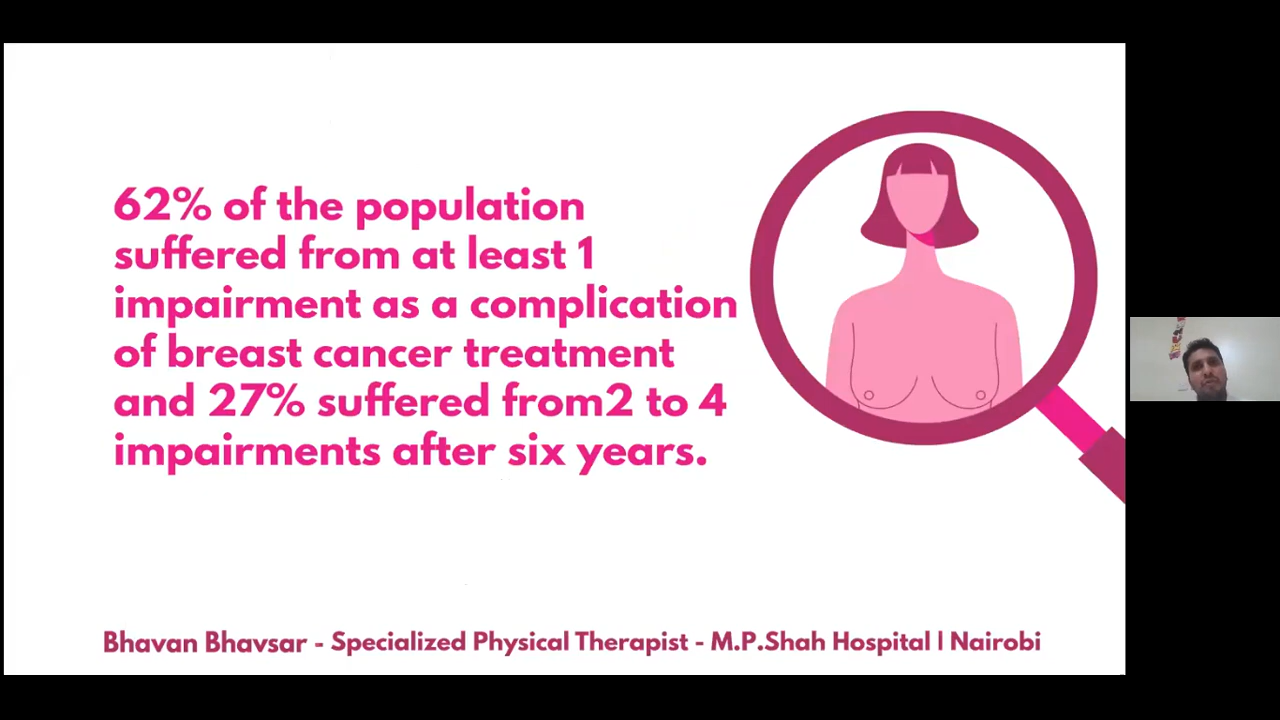 62% of the population
suffered from at least 1
impairment as a complication
of breast cancer treatment
and 27% suffered from2 to 4
impairments after six years.
Bhavan Bhavsar - Specialized Physical Therapist - M.P.Shah Hospital | Nairobi